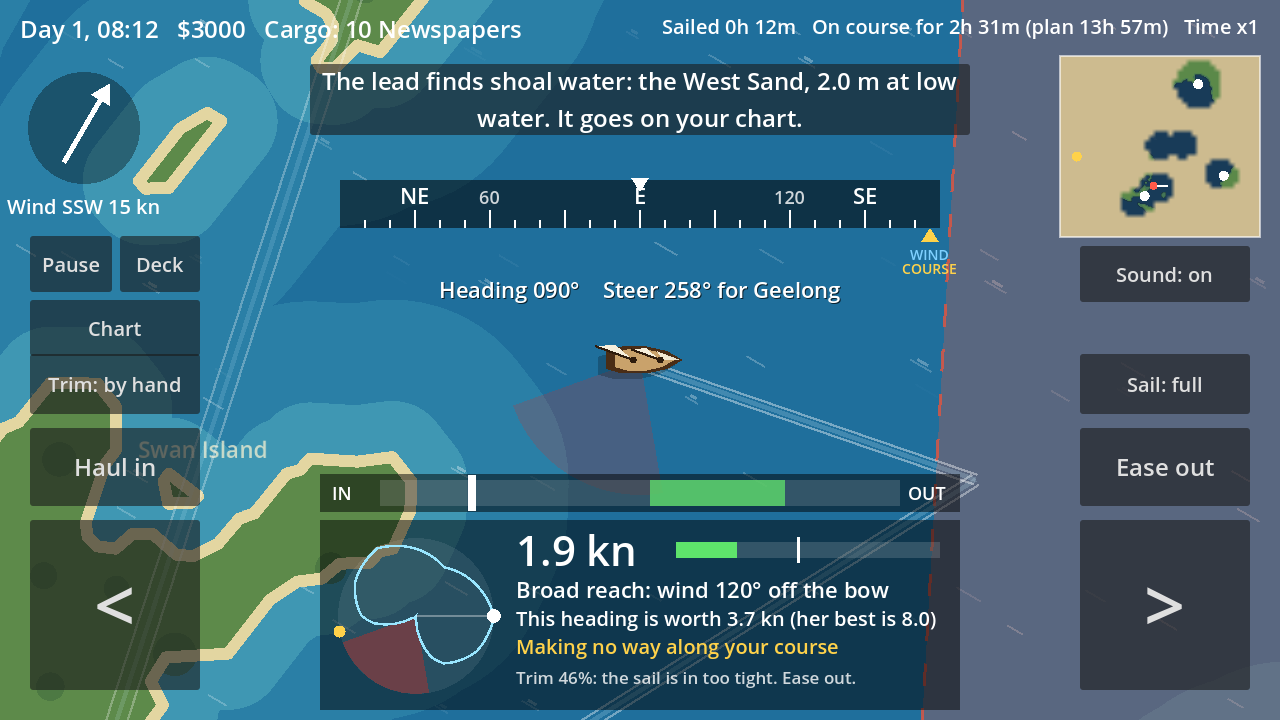 Day 1, 08:12 $3000 Cargo: 10 Newspapers
Sailed 0h 12m On course for 2h 31m (plan 13h 57m) Time x1
The lead finds shoal water: the West Sand, 2.0 m at low
water. It goes on your chart.
Wind SSW 15 kn
NE 60 E 120 SE
WIND
COURSE
Pause Deck
Sound: on
Heading 090° Steer 258° for Geelong
Chart
Trim: by hand
Sail: full
Swan Island
Haul in
Ease out
IN OUT
1.9 kn
Broad reach: wind 120° off the bow
This heading is worth 3.7 kn (her best is 8.0)
Making no way along your course
Trim 46%: the sail is in too tight. Ease out.
< >